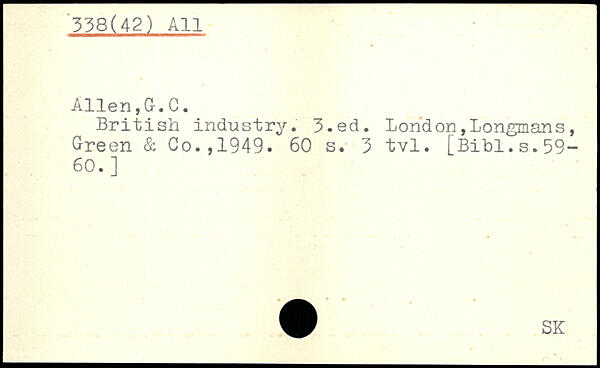 338(42) All
Allen,G.C.
British industry. 3.ed. London,Longmans,
Green & Co.,1949. 60 s. 3 tvl. [Bibl.s.59-
60.]
SK